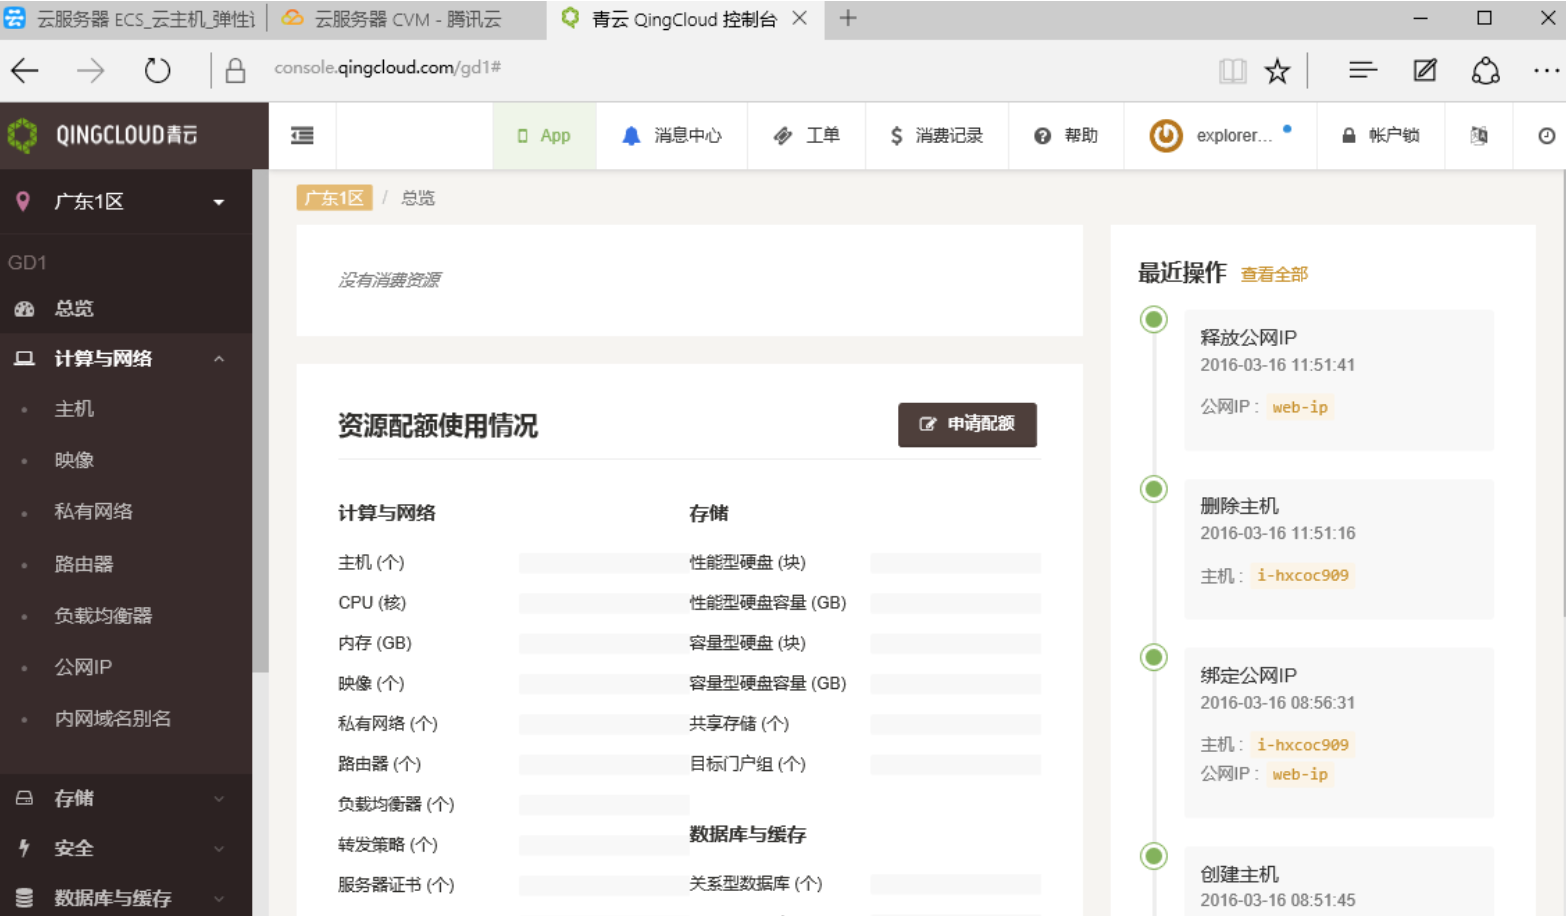 云服务器 ECS_云主机_弹性
云服务器 CVM - 腾讯云
青云 QingCloud 控制台
console.qingcloud.com/gd1#
QINGCLOUD青云
App
消息中心
工单
消费记录
帮助
explorer...
帐户锁
广东1区
GD1
总览
计算与网络
主机
映像
私有网络
路由器
负载均衡器
公网IP
内网域名别名
存储
安全
数据库与缓存
广东1区 / 总览
没有消费资源
资源配额使用情况
申请配额
计算与网络
主机 (个)
CPU (核)
内存 (GB)
映像 (个)
私有网络 (个)
路由器 (个)
负载均衡器 (个)
转发策略 (个)
服务器证书 (个)
存储
性能型硬盘 (块)
性能型硬盘容量 (GB)
容量型硬盘 (块)
容量型硬盘容量 (GB)
共享存储 (个)
目标门户组 (个)
数据库与缓存
关系型数据库 (个)
最近操作 查看全部
释放公网IP
2016-03-16 11:51:41
公网IP : web-ip
删除主机
2016-03-16 11:51:16
主机 : i-hxcoc909
绑定公网IP
2016-03-16 08:56:31
主机 : i-hxcoc909
公网IP : web-ip
创建主机
2016-03-16 08:51:45